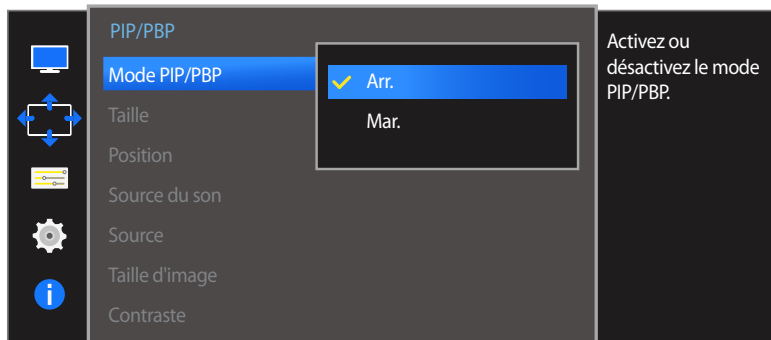 PIP/PBP
Mode PIP/PBP
Taille
Position
Source du son
Source
Taille d'image
Contraste
Arr.
Mar.
Activez ou
désactivez le mode
PIP/PBP.